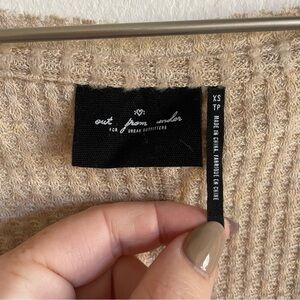 out from under
FOR URBAN OUTFITTERS
XS
TP
MADE IN CHINA / FABRIQUÉ EN CHINE